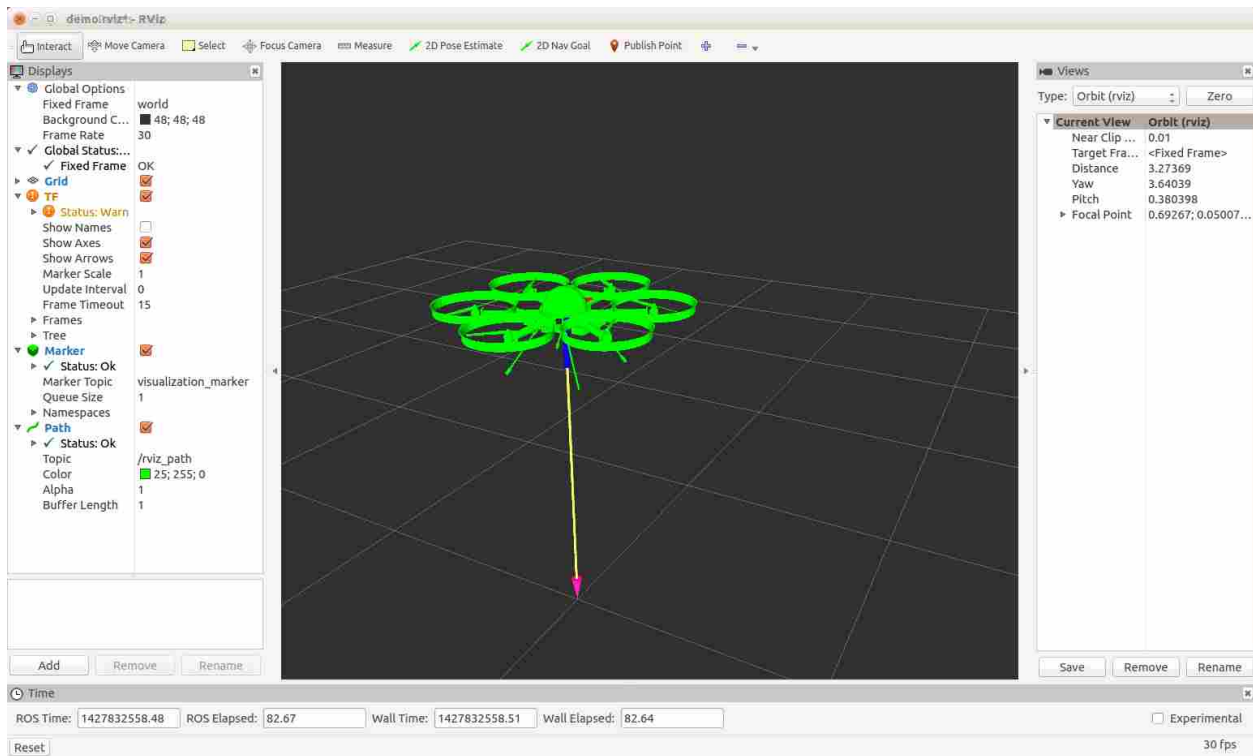 demo.rviz* - RViz
Interact Move Camera Select Focus Camera Measure 2D Pose Estimate 2D Nav Goal Publish Point
Displays
Global Options
Fixed Frame world
Background C... 48; 48; 48
Frame Rate 30
Global Status:...
Fixed Frame OK
Grid
TF
Status: Warn
Show Names
Show Axes
Show Arrows
Marker Scale 1
Update Interval 0
Frame Timeout 15
Frames
Tree
Marker
Status: Ok
Marker Topic visualization_marker
Queue Size 1
Namespaces
Path
Status: Ok
Topic /rviz_path
Color 25; 255; 0
Alpha 1
Buffer Length 1
Add Remove Rename
Views
Type: Orbit (rviz) Zero
Current View Orbit (rviz)
Near Clip ... 0.01
Target Fra... <Fixed Frame>
Distance 3.27369
Yaw 3.64039
Pitch 0.380398
Focal Point 0.69267; 0.05007...
Save Remove Rename
Time
ROS Time: 1427832558.48 ROS Elapsed: 82.67 Wall Time: 1427832558.51 Wall Elapsed: 82.64 Experimental
Reset 30 fps